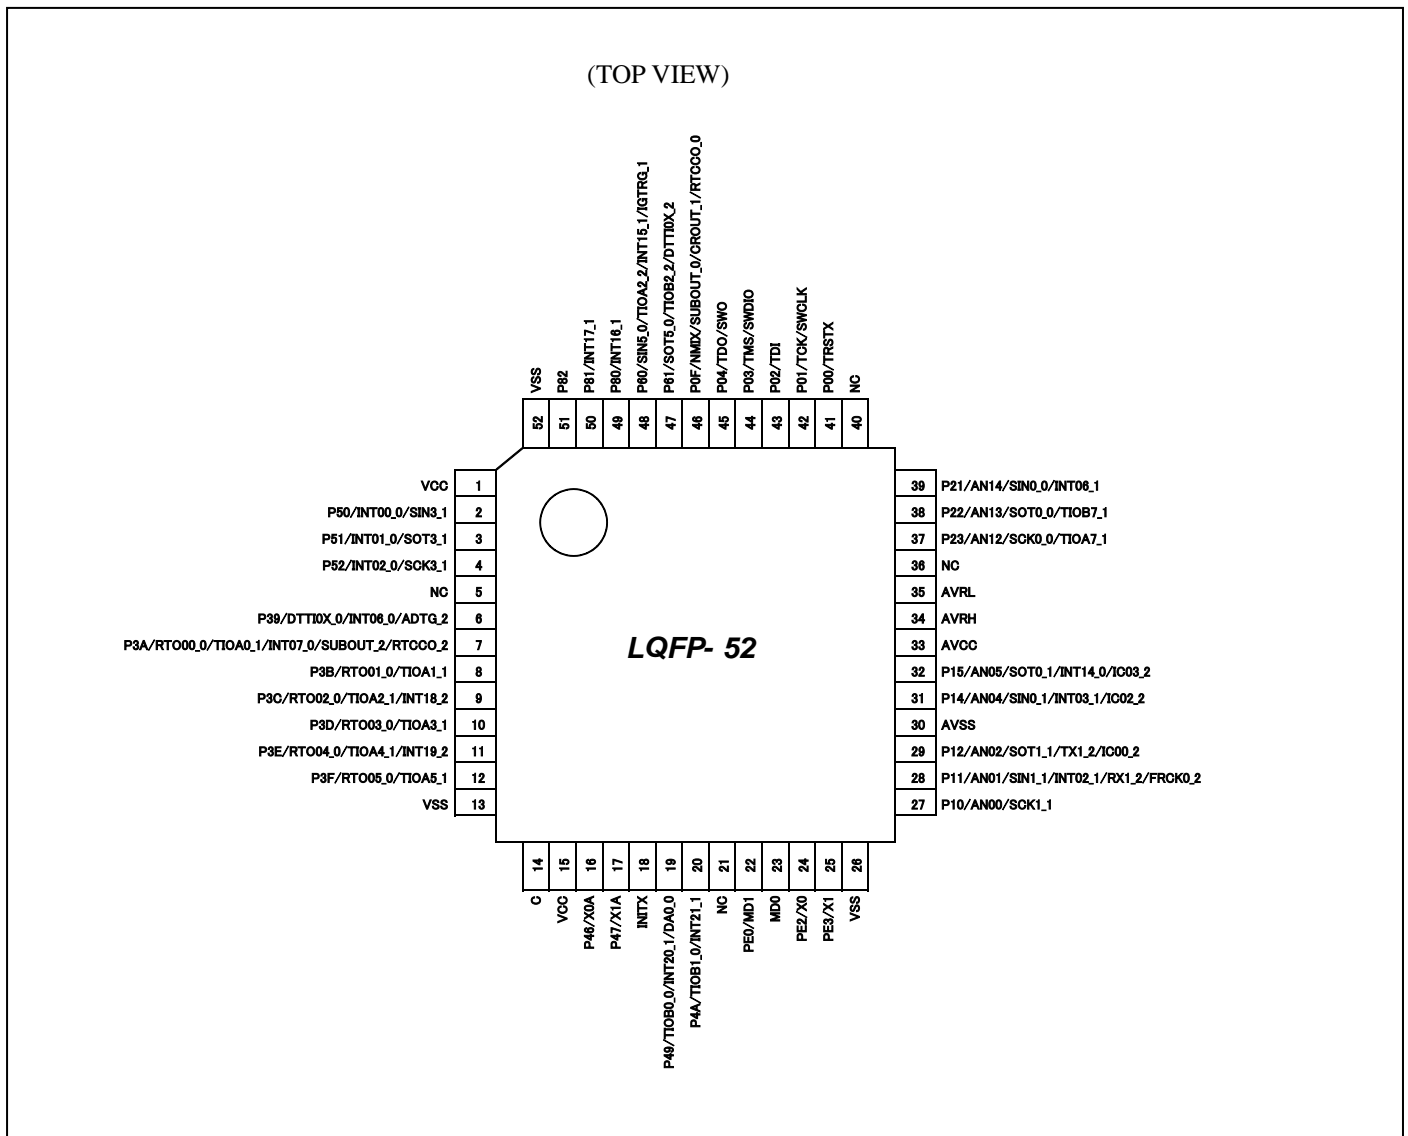 (TOP VIEW)
VSS
P82
P81/INT17_1
P80/INT16_1
P60/SIN5_0/TIOA2_2/INT15_1/IGTRG_1
P61/SOT5_0/TIOB2_2/DTTI0X_2
P0F/NMIX/SUBOUT_0/CROUT_1/RTCCO_0
P04/TDO/SWO
P03/TMS/SWDIO
P02/TDI
P01/TCK/SWCLK
P00/TRSTX
NC
52
51
50
49
48
47
46
45
44
43
42
41
40
VCC 1
P50/INT00_0/SIN3_1 2
P51/INT01_0/SOT3_1 3
P52/INT02_0/SCK3_1 4
NC 5
P39/DTTI0X_0/INT06_0/ADTG_2 6
P3A/RTO00_0/TIOA0_1/INT07_0/SUBOUT_2/RTCCO_2 7
P3B/RTO01_0/TIOA1_1 8
P3C/RTO02_0/TIOA2_1/INT18_2 9
P3D/RTO03_0/TIOA3_1 10
P3E/RTO04_0/TIOA4_1/INT19_2 11
P3F/RTO05_0/TIOA5_1 12
VSS 13
LQFP- 52
39 P21/AN14/SIN0_0/INT06_1
38 P22/AN13/SOT0_0/TIOB7_1
37 P23/AN12/SCK0_0/TIOA7_1
36 NC
35 AVRL
34 AVRH
33 AVCC
32 P15/AN05/SOT0_1/INT14_0/IC03_2
31 P14/AN04/SIN0_1/INT03_1/IC02_2
30 AVSS
29 P12/AN02/SOT1_1/TX1_2/IC00_2
28 P11/AN01/SIN1_1/INT02_1/RX1_2/FRCK0_2
27 P10/AN00/SCK1_1
14
15
16
17
18
19
20
21
22
23
24
25
26
C
VCC
P46/X0A
P47/X1A
INITX
P49/TIOB0_0/INT20_1/DA0_0
P4A/TIOB1_0/INT21_1
NC
PE0/MD1
MD0
PE2/X0
PE3/X1
VSS